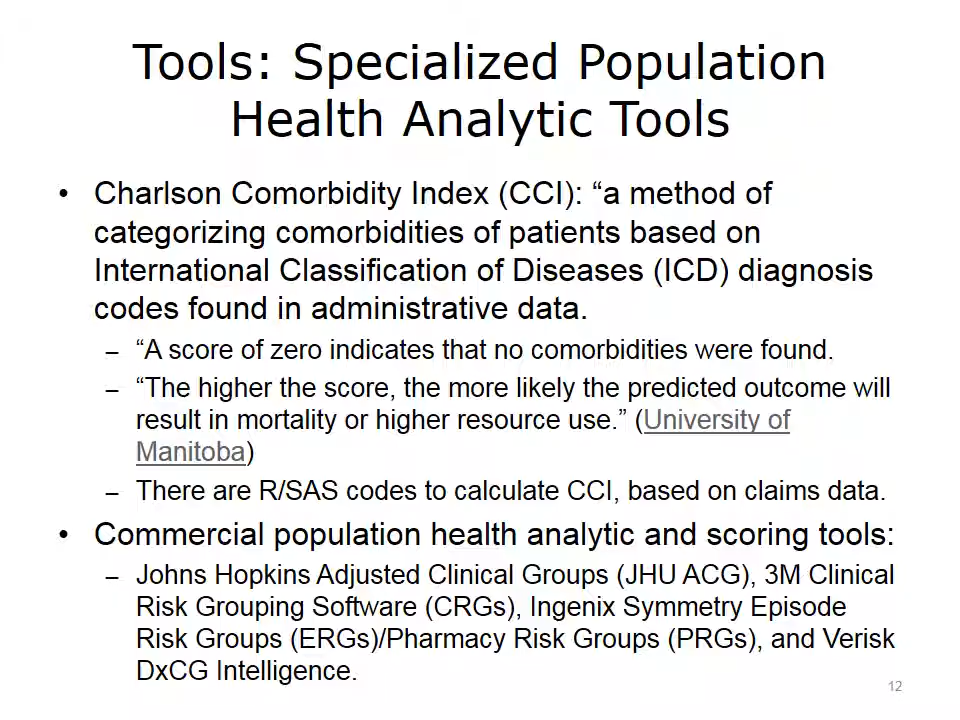 Tools: Specialized Population
Health Analytic Tools
• Charlson Comorbidity Index (CCI): “a method of
categorizing comorbidities of patients based on
International Classification of Diseases (ICD) diagnosis
codes found in administrative data.
– “A score of zero indicates that no comorbidities were found.
– “The higher the score, the more likely the predicted outcome will
result in mortality or higher resource use.” (University of
Manitoba)
– There are R/SAS codes to calculate CCI, based on claims data.
• Commercial population health analytic and scoring tools:
– Johns Hopkins Adjusted Clinical Groups (JHU ACG), 3M Clinical
Risk Grouping Software (CRGs), Ingenix Symmetry Episode
Risk Groups (ERGs)/Pharmacy Risk Groups (PRGs), and Verisk
DxCG Intelligence.
12